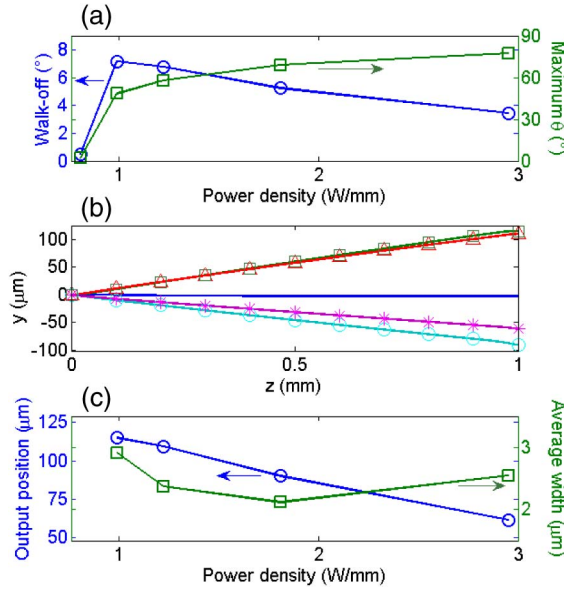 (a)
8
6
4
2
0
Walk-off (°)
90
60
30
0
Maximum θ (°)
1
2
3
Power density (W/mm)
(b)
100
50
0
-50
-100
y (μm)
0
0.5
1
z (mm)
(c)
125
100
75
50
Output position (μm)
3
2
Average width (μm)
1
2
3
Power density (W/mm)